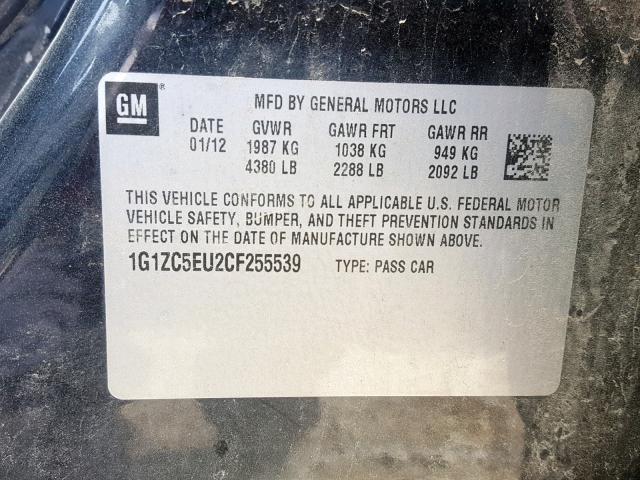 GM ®
MFD BY GENERAL MOTORS LLC
DATE GVWR GAWR FRT GAWR RR
01/12 1987 KG 1038 KG 949 KG
4380 LB 2288 LB 2092 LB
THIS VEHICLE CONFORMS TO ALL APPLICABLE U.S. FEDERAL MOTOR
VEHICLE SAFETY, BUMPER, AND THEFT PREVENTION STANDARDS IN
EFFECT ON THE DATE OF MANUFACTURE SHOWN ABOVE.
1G1ZC5EU2CF255539 TYPE: PASS CAR